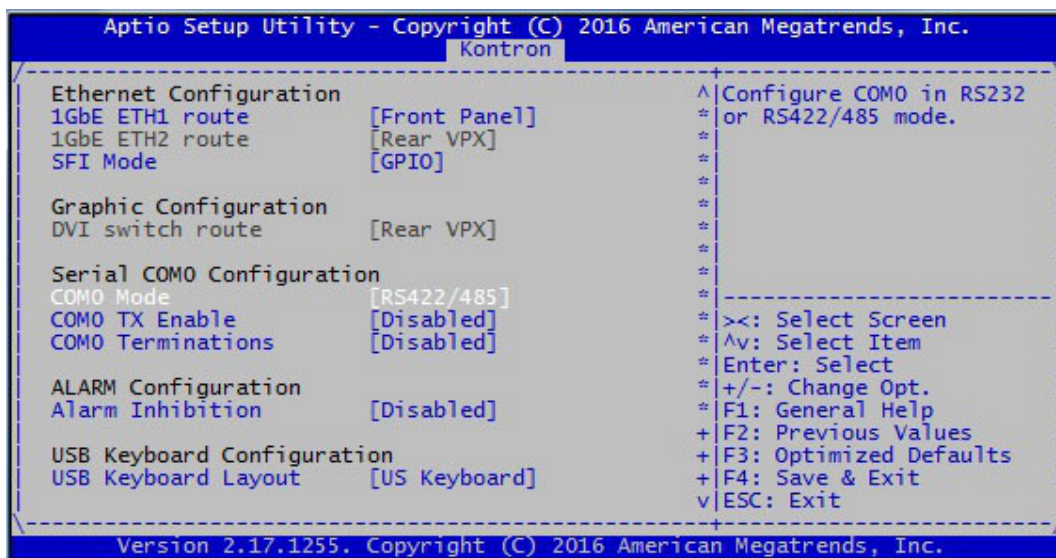 Aptio Setup Utility - Copyright (C) 2016 American Megatrends, Inc.
Kontron
Ethernet Configuration
1GbE ETH1 route [Front Panel]
1GbE ETH2 route [Rear VPX]
SFI Mode [GPIO]
Graphic Configuration
DVI switch route [Rear VPX]
Serial COM0 Configuration
COM0 Mode [RS422/485]
COM0 TX Enable [Disabled]
COM0 Terminations [Disabled]
ALARM Configuration
Alarm Inhibition [Disabled]
USB Keyboard Configuration
USB Keyboard Layout [US Keyboard]
Configure COM0 in RS232
or RS422/485 mode.
><: Select Screen
^v: Select Item
Enter: Select
+/-: Change Opt.
F1: General Help
F2: Previous Values
F3: Optimized Defaults
F4: Save & Exit
ESC: Exit
Version 2.17.1255. Copyright (C) 2016 American Megatrends, Inc.